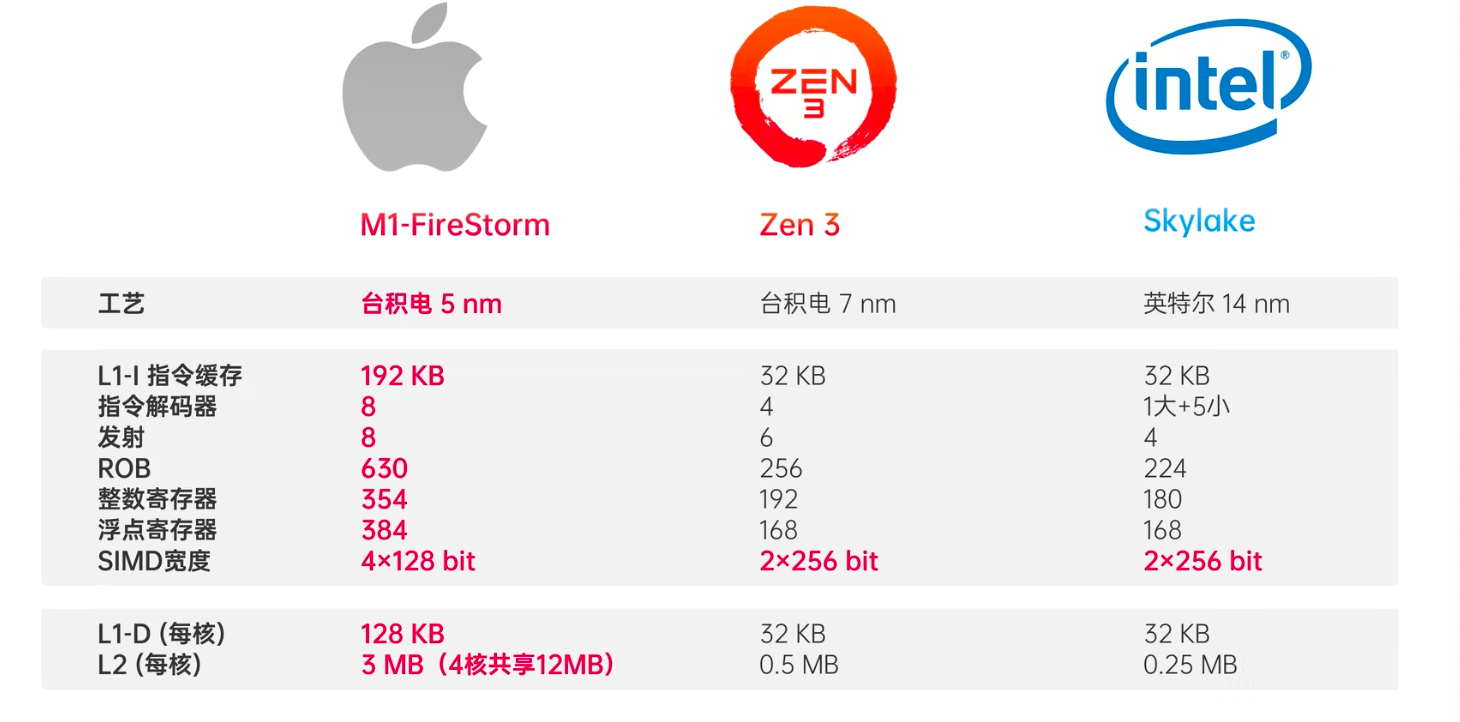 ZEN
3
intel®
M1-FireStorm Zen 3 Skylake
工艺 台积电 5 nm 台积电 7 nm 英特尔 14 nm
L1-I 指令缓存 192 KB 32 KB 32 KB
指令解码器 8 4 1大+5小
发射 8 6 4
ROB 630 256 224
整数寄存器 354 192 180
浮点寄存器 384 168 168
SIMD宽度 4×128 bit 2×256 bit 2×256 bit
L1-D (每核) 128 KB 32 KB 32 KB
L2 (每核) 3 MB（4核共享12MB） 0.5 MB 0.25 MB